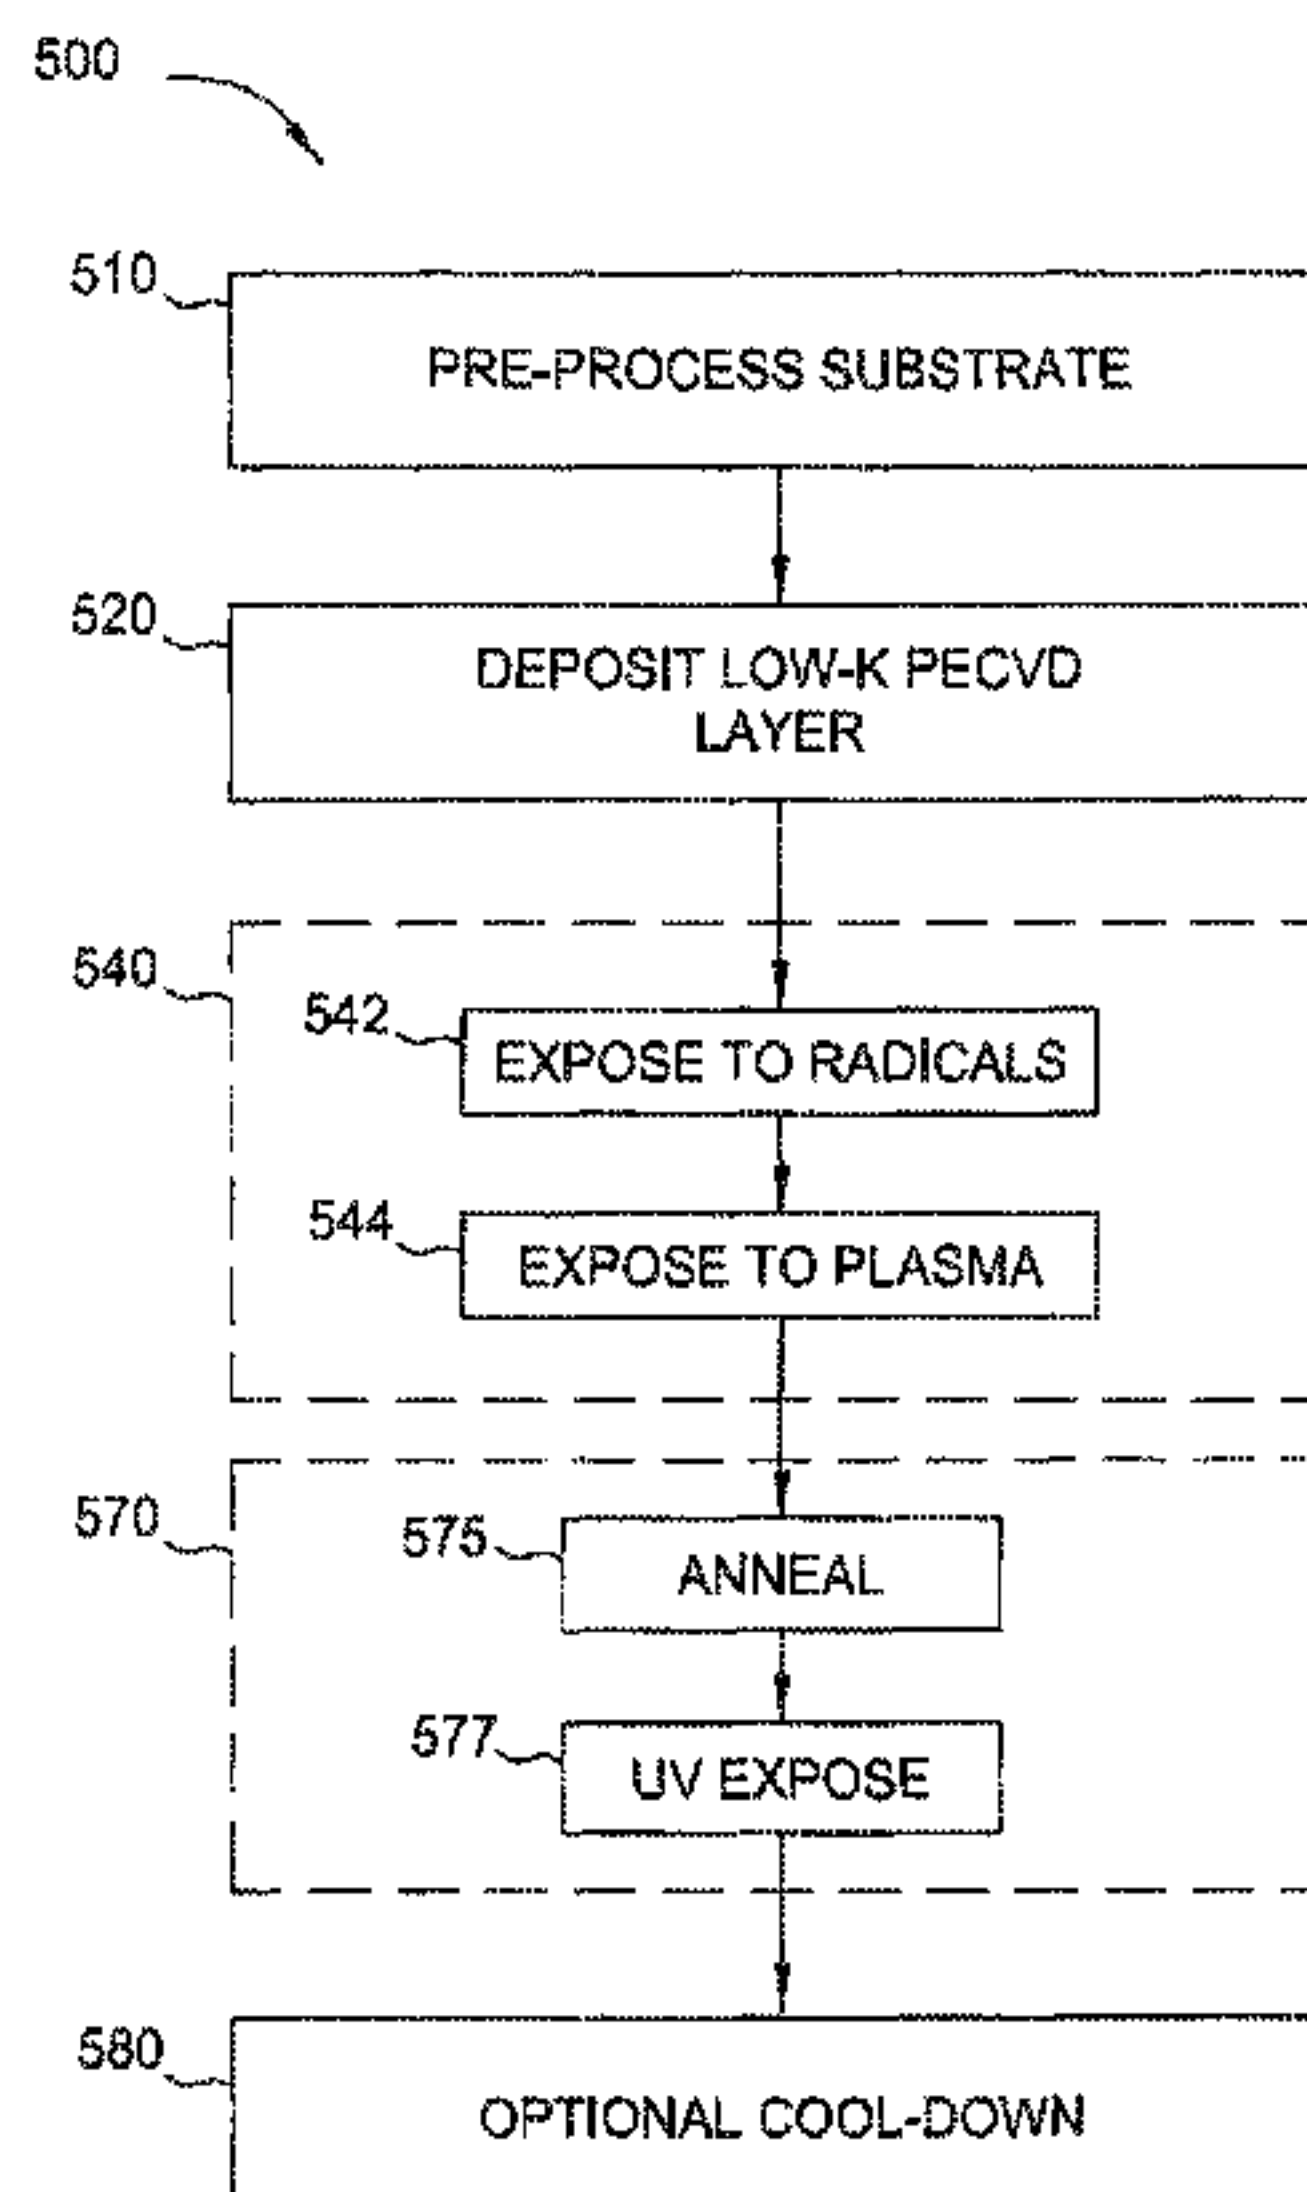 500
510
PRE-PROCESS SUBSTRATE
520
DEPOSIT LOW-K PECVD
LAYER
540
542
EXPOSE TO RADICALS
544
EXPOSE TO PLASMA
570
575
ANNEAL
577
UV EXPOSE
580
OPTIONAL COOL-DOWN